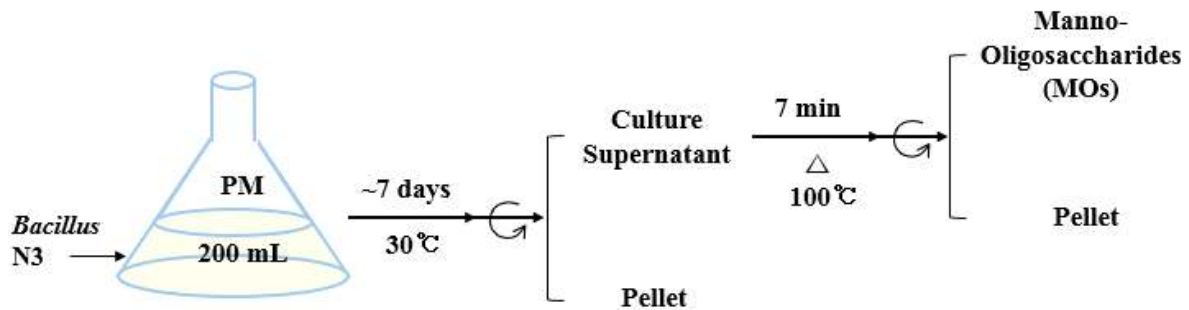 Bacillus
N3
PM
200 mL
~7 days
30℃
Culture
Supernatant
Pellet
7 min
△
100℃
Manno-
Oligosaccharides
(MOs)
Pellet